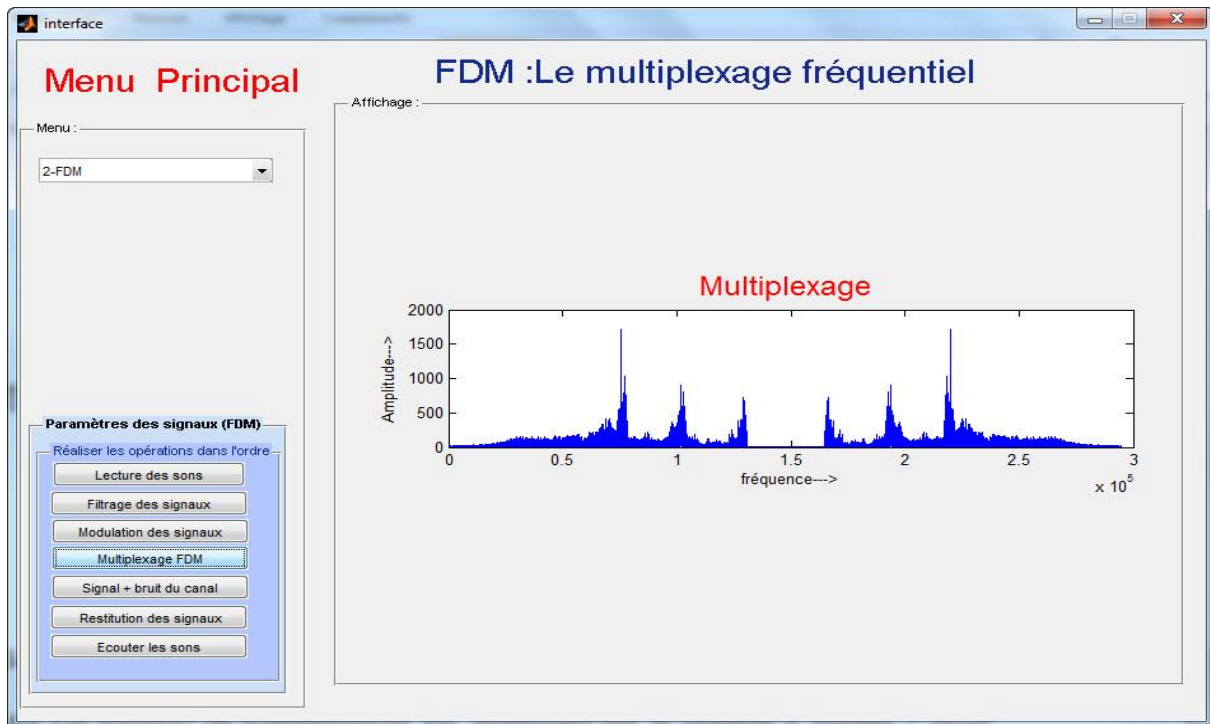 interface
Menu Principal
FDM :Le multiplexage fréquentiel
Menu :
2-FDM
Affichage :
Multiplexage
2000
1500
1000
500
0
Amplitude--->
0 0.5 1 1.5 2 2.5 3
fréquence--->
x 10^5
Paramètres des signaux (FDM)
Réaliser les opérations dans l'ordre
Lecture des sons
Filtrage des signaux
Modulation des signaux
Multiplexage FDM
Signal + bruit du canal
Restitution des signaux
Ecouter les sons